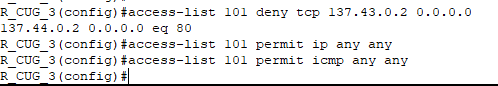 R_CUG_3(config)#access-list 101 deny tcp 137.43.0.2 0.0.0.0
137.44.0.2 0.0.0.0 eq 80
R_CUG_3(config)#access-list 101 permit ip any any
R_CUG_3(config)#access-list 101 permit icmp any any
R_CUG_3(config)#